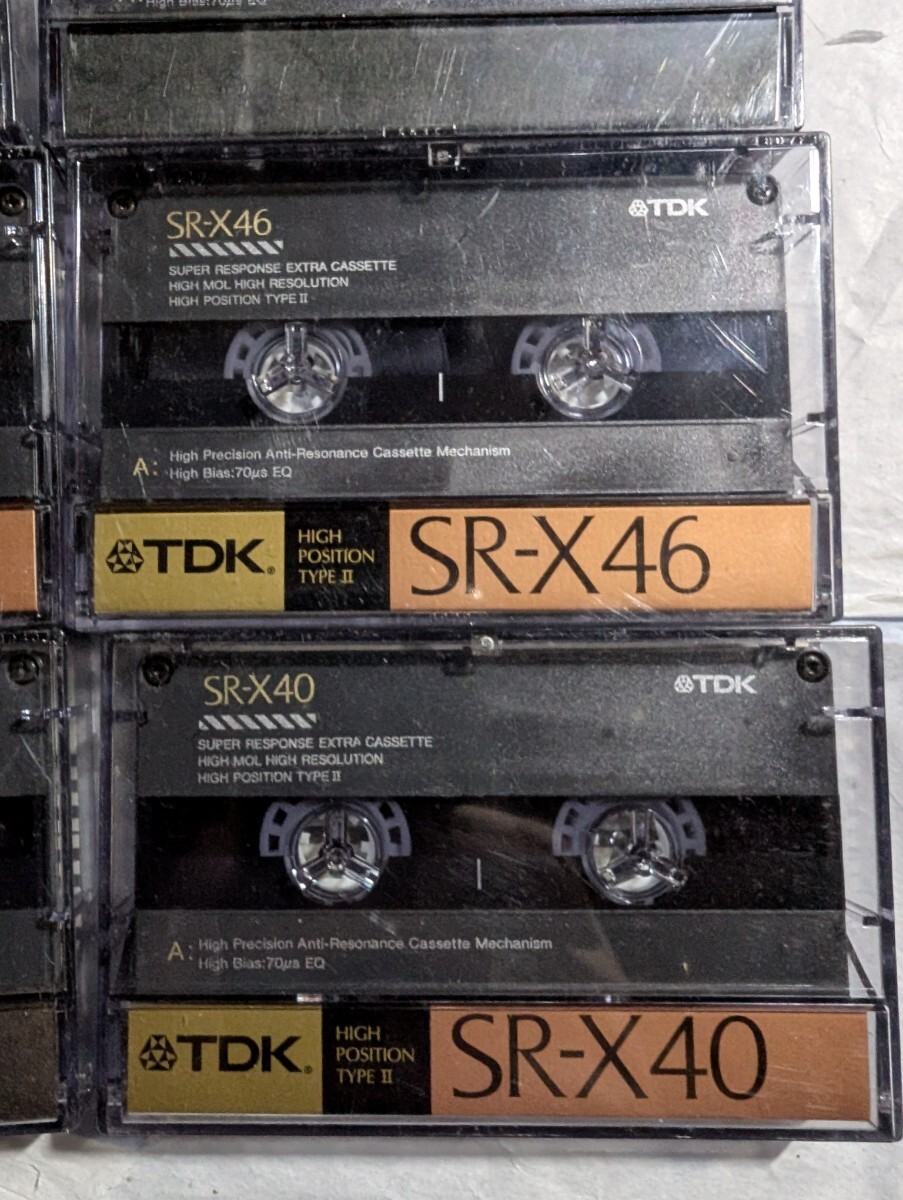 High Bias:70μs EQ
SR-X46
TDK
SUPER RESPONSE EXTRA CASSETTE
HIGH MOL HIGH RESOLUTION
HIGH POSITION TYPE II
A: High Precision Anti-Resonance Cassette Mechanism
High Bias:70μs EQ
TDK®
HIGH
POSITION
TYPE II
SR-X46
SR-X40
TDK
SUPER RESPONSE EXTRA CASSETTE
HIGH MOL HIGH RESOLUTION
HIGH POSITION TYPE II
A: High Precision Anti-Resonance Cassette Mechanism
High Bias:70μs EQ
TDK®
HIGH
POSITION
TYPE II
SR-X40